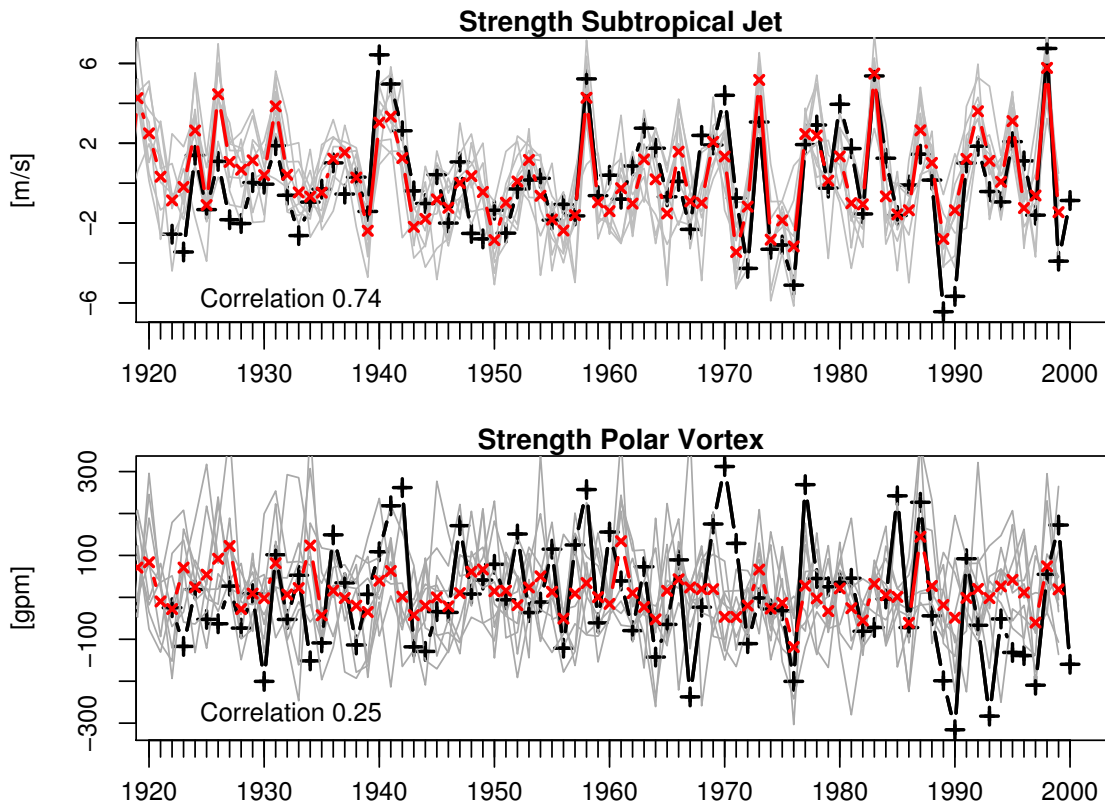 Strength Subtropical Jet
[m/s]
6
2
−2
−6
Correlation 0.74
1920 1930 1940 1950 1960 1970 1980 1990 2000
Strength Polar Vortex
[gpm]
300
100
−100
−300
Correlation 0.25
1920 1930 1940 1950 1960 1970 1980 1990 2000